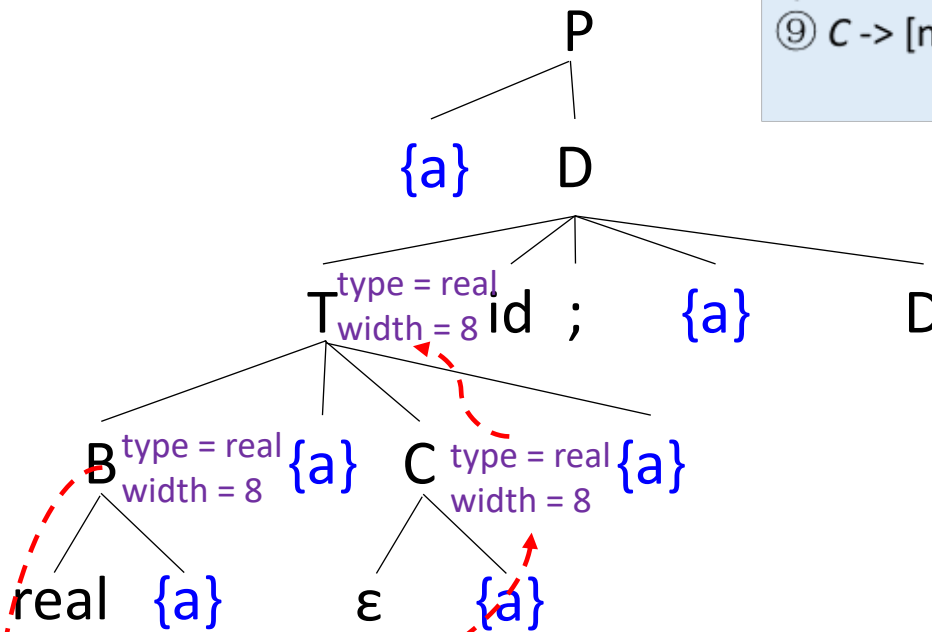 P
⑨ C -> [n
{a} D
T type = real
width = 8
id ; {a} D
B type = real
width = 8
{a} C type = real
width = 8
{a}
real {a} ε {a}